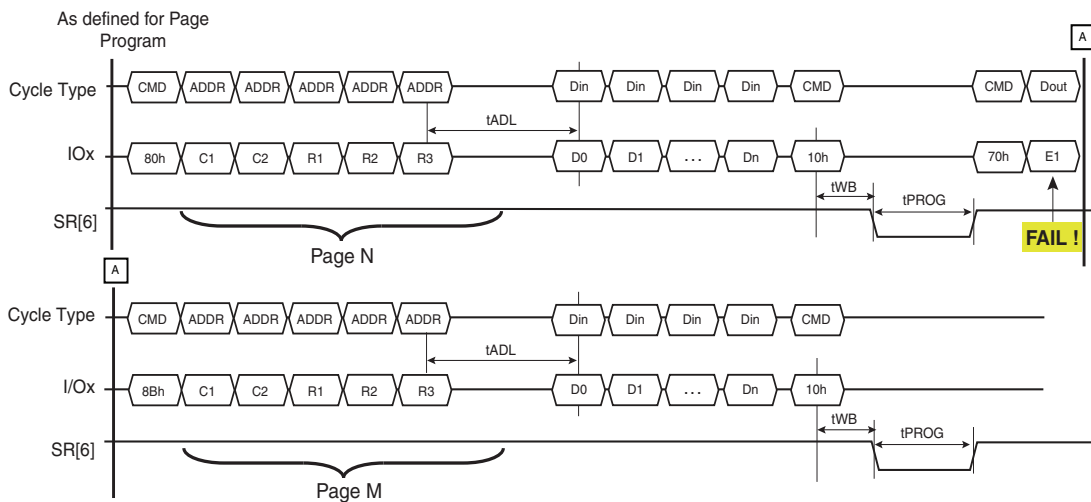 As defined for Page
Program
A
Cycle Type CMD ADDR ADDR ADDR ADDR ADDR Din Din Din Din CMD CMD Dout
tADL
IOx 80h C1 C2 R1 R2 R3 D0 D1 ... Dn 10h 70h E1
tWB tPROG
SR[6]
FAIL !
Page N
A
Cycle Type CMD ADDR ADDR ADDR ADDR ADDR Din Din Din Din CMD
tADL
I/Ox 8Bh C1 C2 R1 R2 R3 D0 D1 ... Dn 10h
tWB tPROG
SR[6]
Page M